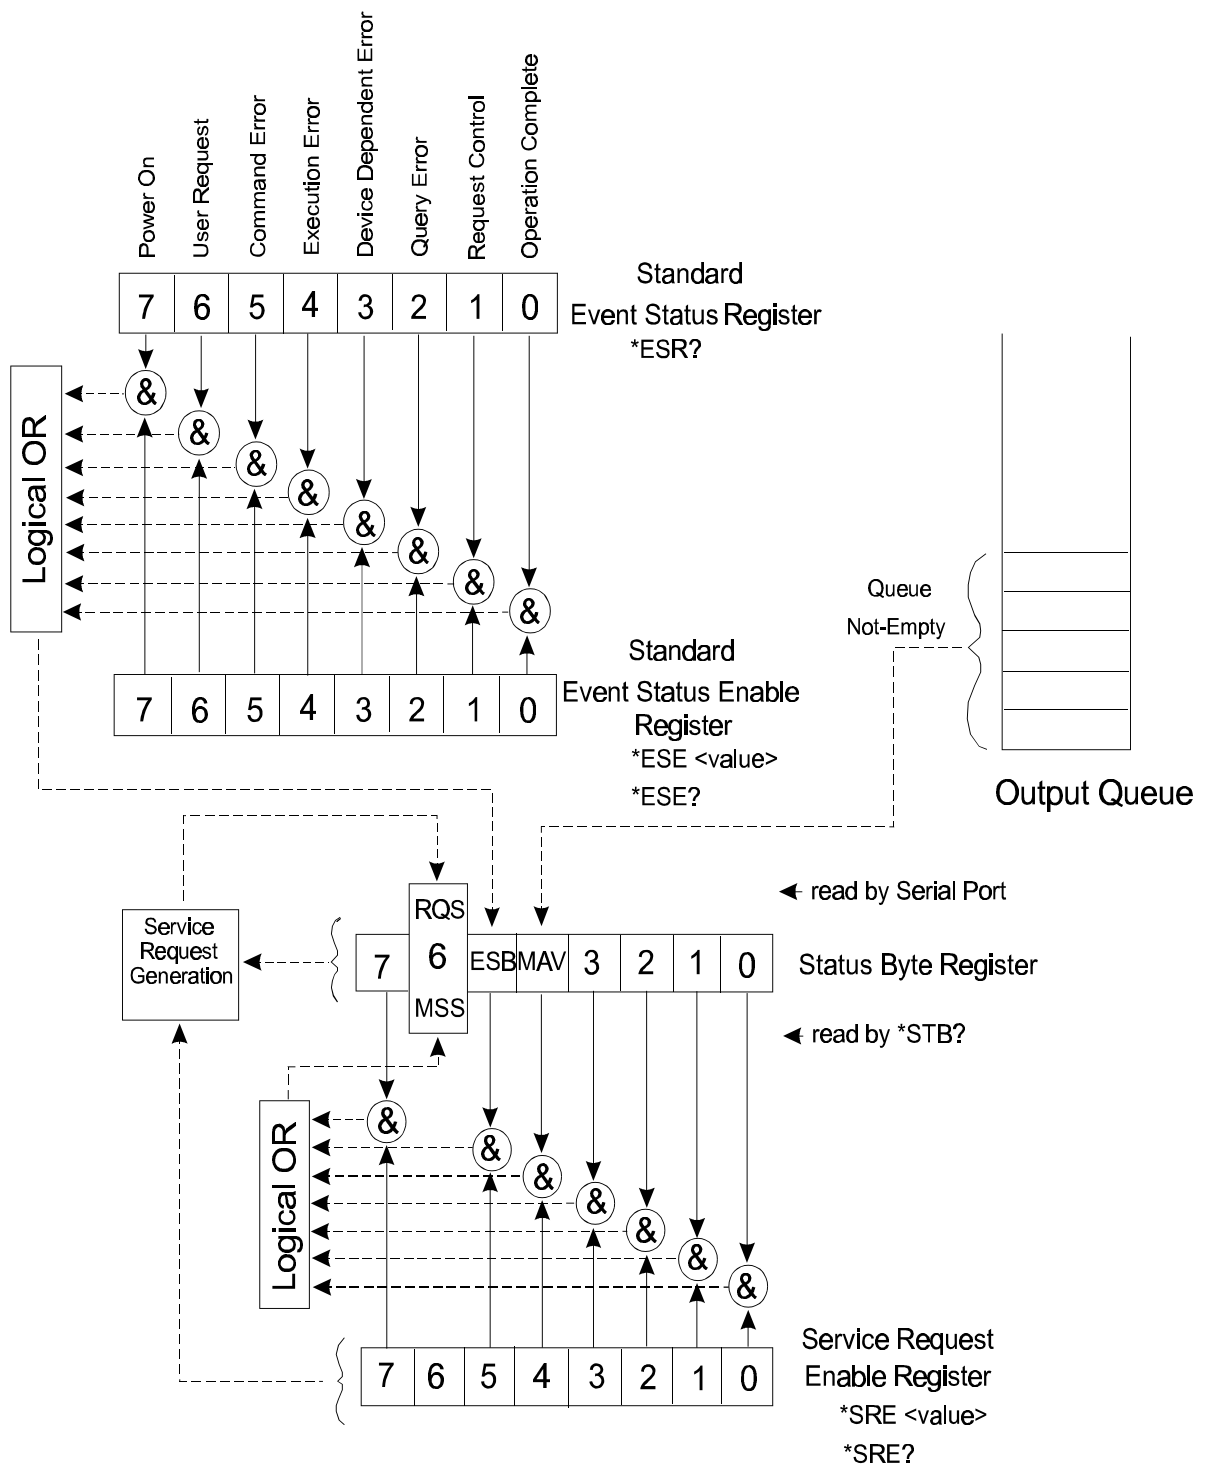 Power On
User Request
Command Error
Execution Error
Device Dependent Error
Query Error
Request Control
Operation Complete
7 6 5 4 3 2 1 0
Standard
Event Status Register
*ESR?
& & & & & & & &
Logical OR
7 6 5 4 3 2 1 0
Standard
Event Status Enable
Register
*ESE <value>
*ESE?
Queue
Not-Empty
Output Queue
Service
Request
Generation
RQS
7 6 ESB MAV 3 2 1 0
MSS
read by Serial Port
Status Byte Register
read by *STB?
& & & & & & &
Logical OR
7 6 5 4 3 2 1 0
Service Request
Enable Register
*SRE <value>
*SRE?